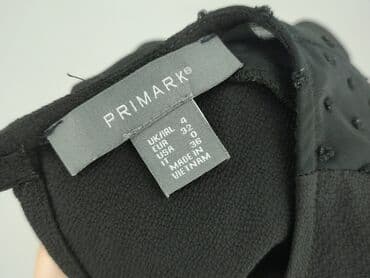 PRIMARK®
UK/IRL 4
EUR 32
USA 0
IT 36
MADE IN
VIETNAM